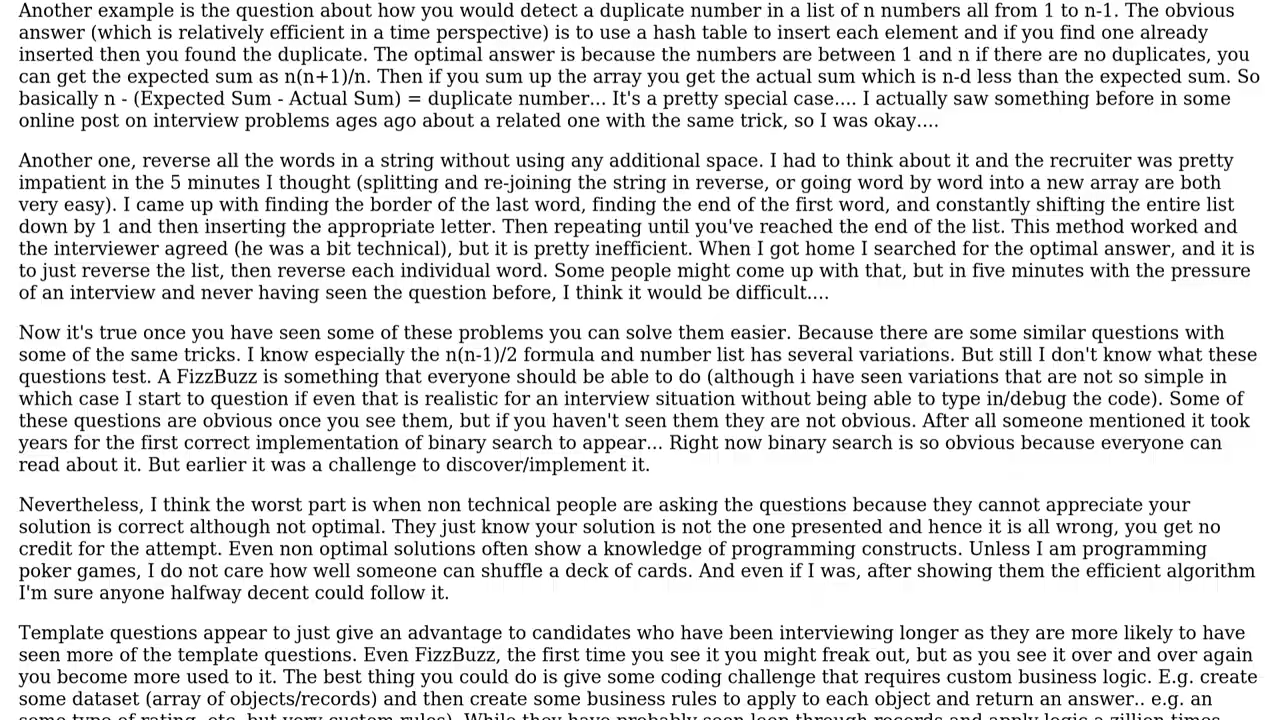 Another example is the question about how you would detect a duplicate number in a list of n numbers all from 1 to n-1. The obvious
answer (which is relatively efficient in a time perspective) is to use a hash table to insert each element and if you find one already
inserted then you found the duplicate. The optimal answer is because the numbers are between 1 and n if there are no duplicates, you
can get the expected sum as n(n+1)/n. Then if you sum up the array you get the actual sum which is n-d less than the expected sum. So
basically n - (Expected Sum - Actual Sum) = duplicate number... It's a pretty special case.... I actually saw something before in some
online post on interview problems ages ago about a related one with the same trick, so I was okay....
Another one, reverse all the words in a string without using any additional space. I had to think about it and the recruiter was pretty
impatient in the 5 minutes I thought (splitting and re-joining the string in reverse, or going word by word into a new array are both
very easy). I came up with finding the border of the last word, finding the end of the first word, and constantly shifting the entire list
down by 1 and then inserting the appropriate letter. Then repeating until you've reached the end of the list. This method worked and
the interviewer agreed (he was a bit technical), but it is pretty inefficient. When I got home I searched for the optimal answer, and it is
to just reverse the list, then reverse each individual word. Some people might come up with that, but in five minutes with the pressure
of an interview and never having seen the question before, I think it would be difficult....
Now it's true once you have seen some of these problems you can solve them easier. Because there are some similar questions with
some of the same tricks. I know especially the n(n-1)/2 formula and number list has several variations. But still I don't know what these
questions test. A FizzBuzz is something that everyone should be able to do (although i have seen variations that are not so simple in
which case I start to question if even that is realistic for an interview situation without being able to type in/debug the code). Some of
these questions are obvious once you see them, but if you haven't seen them they are not obvious. After all someone mentioned it took
years for the first correct implementation of binary search to appear... Right now binary search is so obvious because everyone can
read about it. But earlier it was a challenge to discover/implement it.
Nevertheless, I think the worst part is when non technical people are asking the questions because they cannot appreciate your
solution is correct although not optimal. They just know your solution is not the one presented and hence it is all wrong, you get no
credit for the attempt. Even non optimal solutions often show a knowledge of programming constructs. Unless I am programming
poker games, I do not care how well someone can shuffle a deck of cards. And even if I was, after showing them the efficient algorithm
I'm sure anyone halfway decent could follow it.
Template questions appear to just give an advantage to candidates who have been interviewing longer as they are more likely to have
seen more of the template questions. Even FizzBuzz, the first time you see it you might freak out, but as you see it over and over again
you become more used to it. The best thing you could do is give some coding challenge that requires custom business logic. E.g. create
some dataset (array of objects/records) and then create some business rules to apply to each object and return an answer.. e.g. an
some type of rating, etc. but very custom rules). While they have probably seen loop through records and apply logic a zillion times